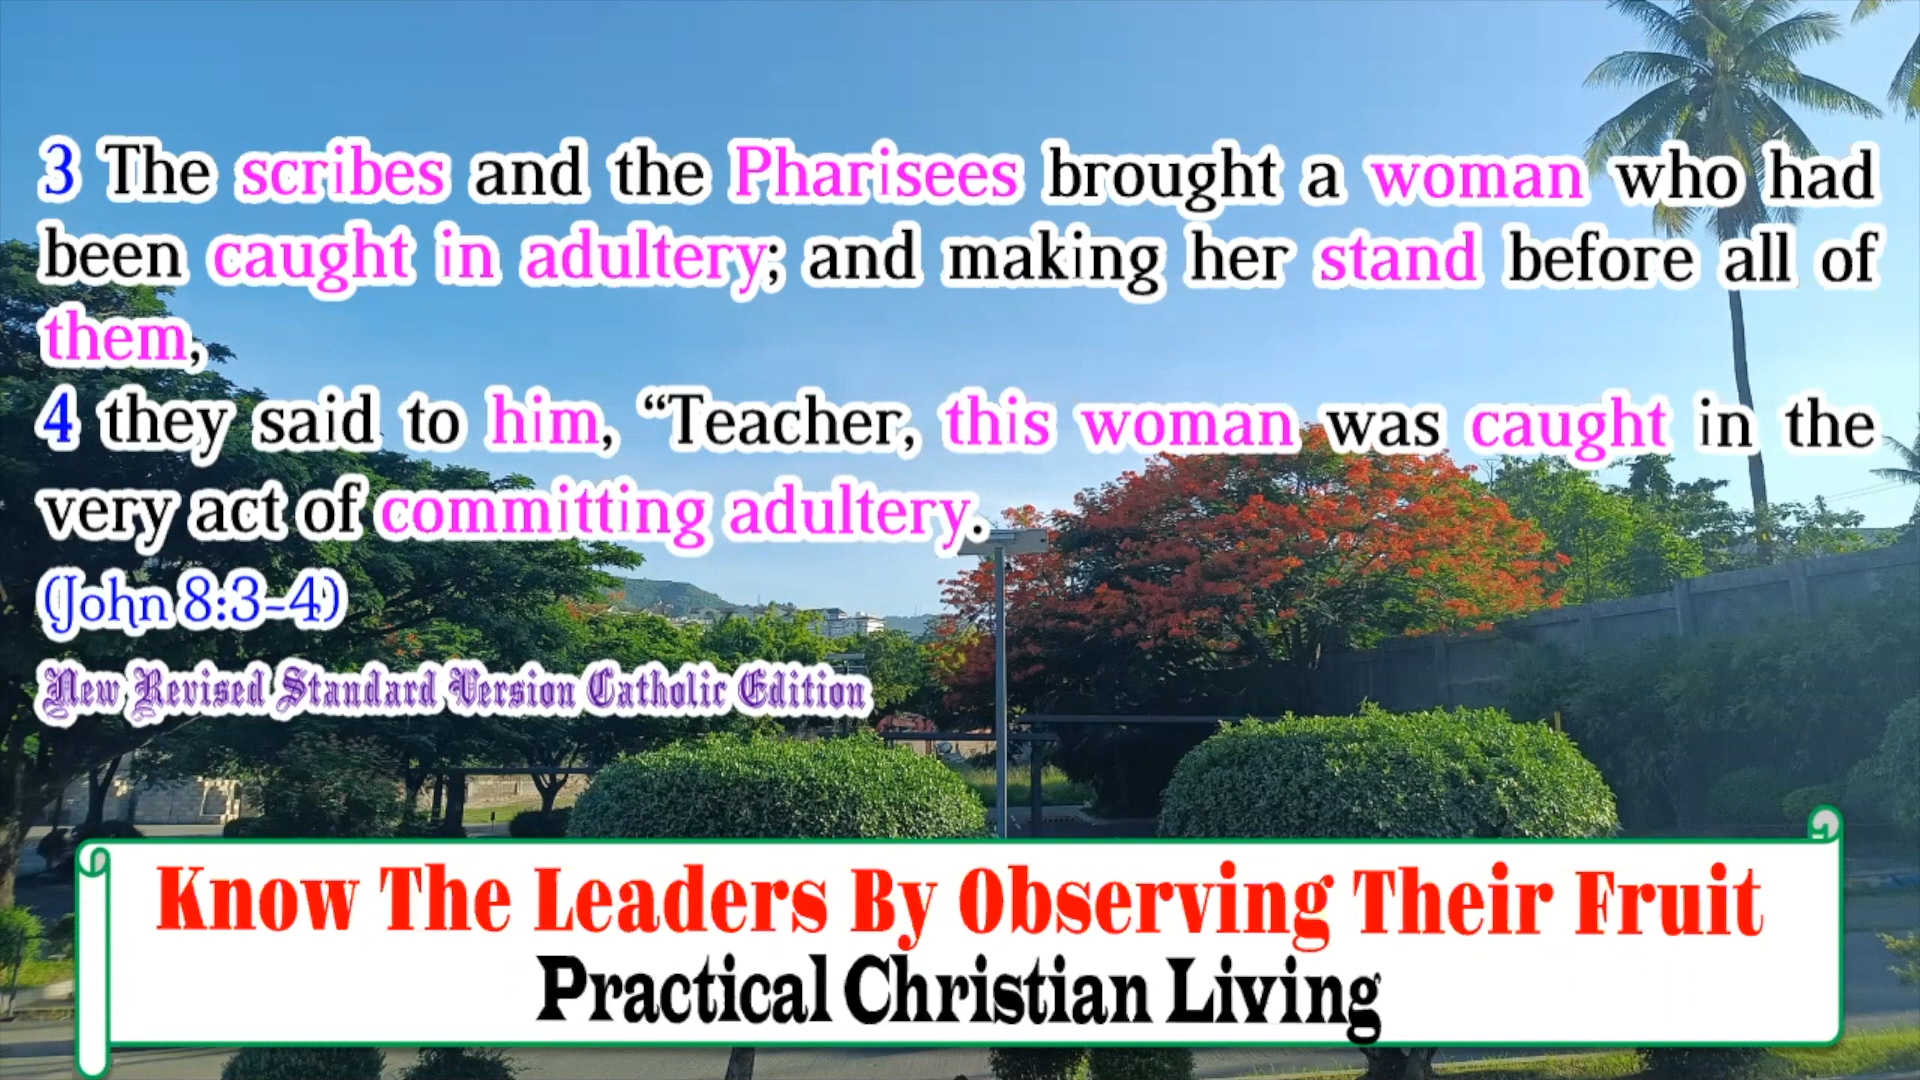 3 The scribes and the Pharisees brought a woman who had
been caught in adultery; and making her stand before all of
them,
4 they said to him, “Teacher, this woman was caught in the
very act of committing adultery.
(John 8:3-4)
New Revised Standard Version Catholic Edition
Know The Leaders By Observing Their Fruit
Practical Christian Living